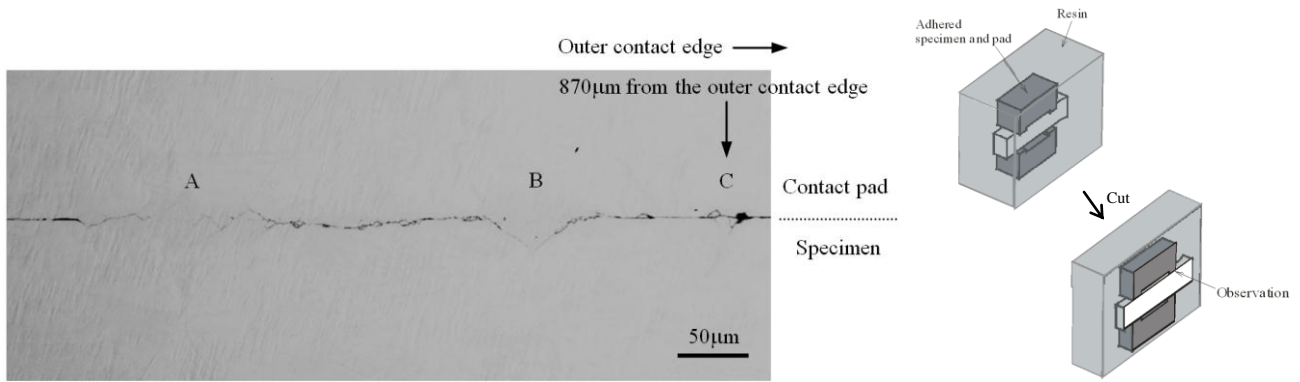 Outer contact edge
870μm from the outer contact edge
A
B
C
Contact pad
Specimen
50μm
Adhered
specimen and pad
Resin
Cut
Observation